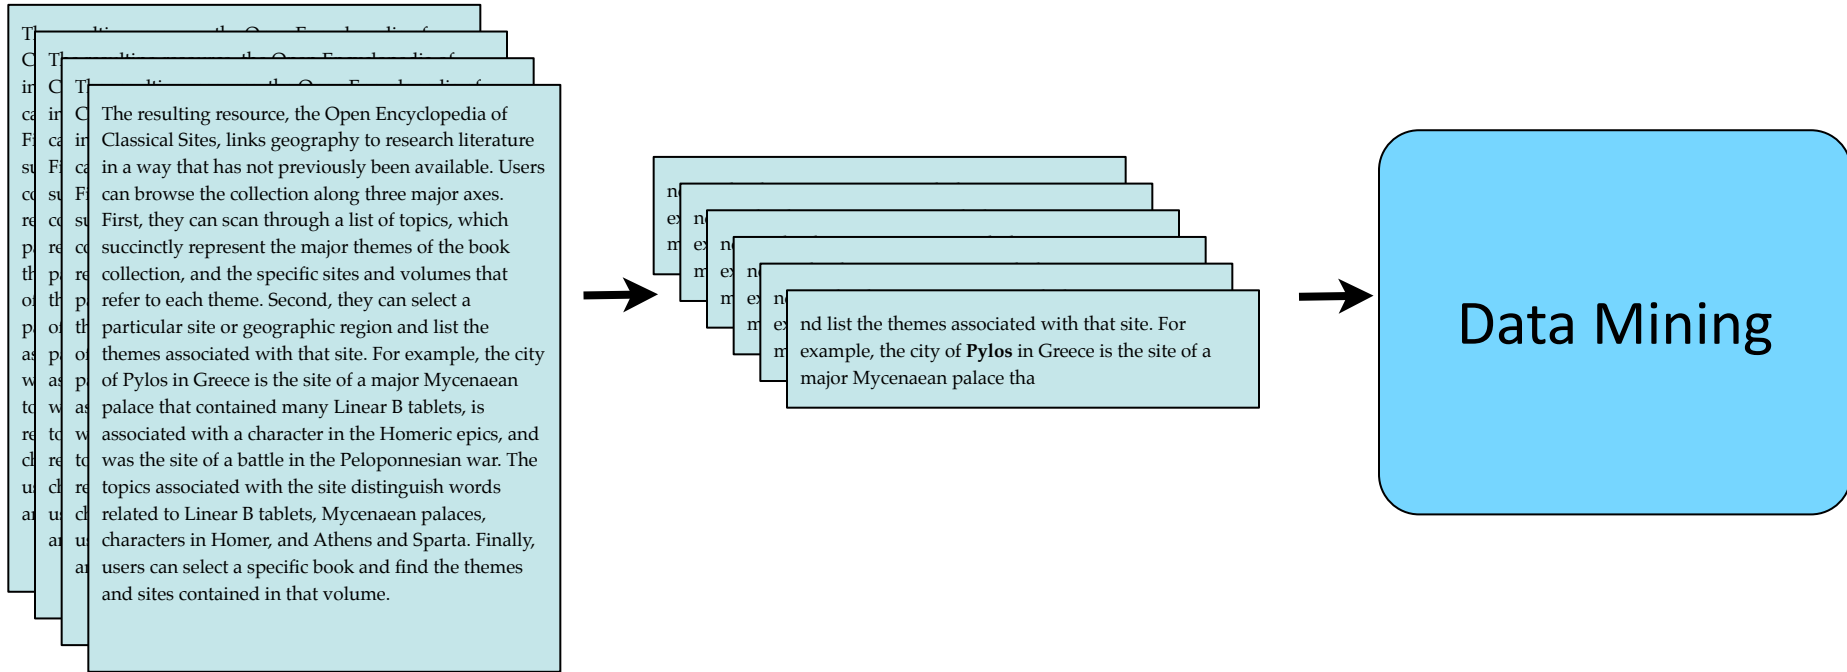 The resulting resource, the Open Encyclopedia of
Classical Sites, links geography to research literature
in a way that has not previously been available. Users
can browse the collection along three major axes.
First, they can scan through a list of topics, which
succinctly represent the major themes of the book
collection, and the specific sites and volumes that
refer to each theme. Second, they can select a
particular site or geographic region and list the
themes associated with that site. For example, the city
of Pylos in Greece is the site of a major Mycenaean
palace that contained many Linear B tablets, is
associated with a character in the Homeric epics, and
was the site of a battle in the Peloponnesian war. The
topics associated with the site distinguish words
related to Linear B tablets, Mycenaean palaces,
characters in Homer, and Athens and Sparta. Finally,
users can select a specific book and find the themes
and sites contained in that volume.
nd list the themes associated with that site. For
example, the city of Pylos in Greece is the site of a
major Mycenaean palace tha
Data Mining